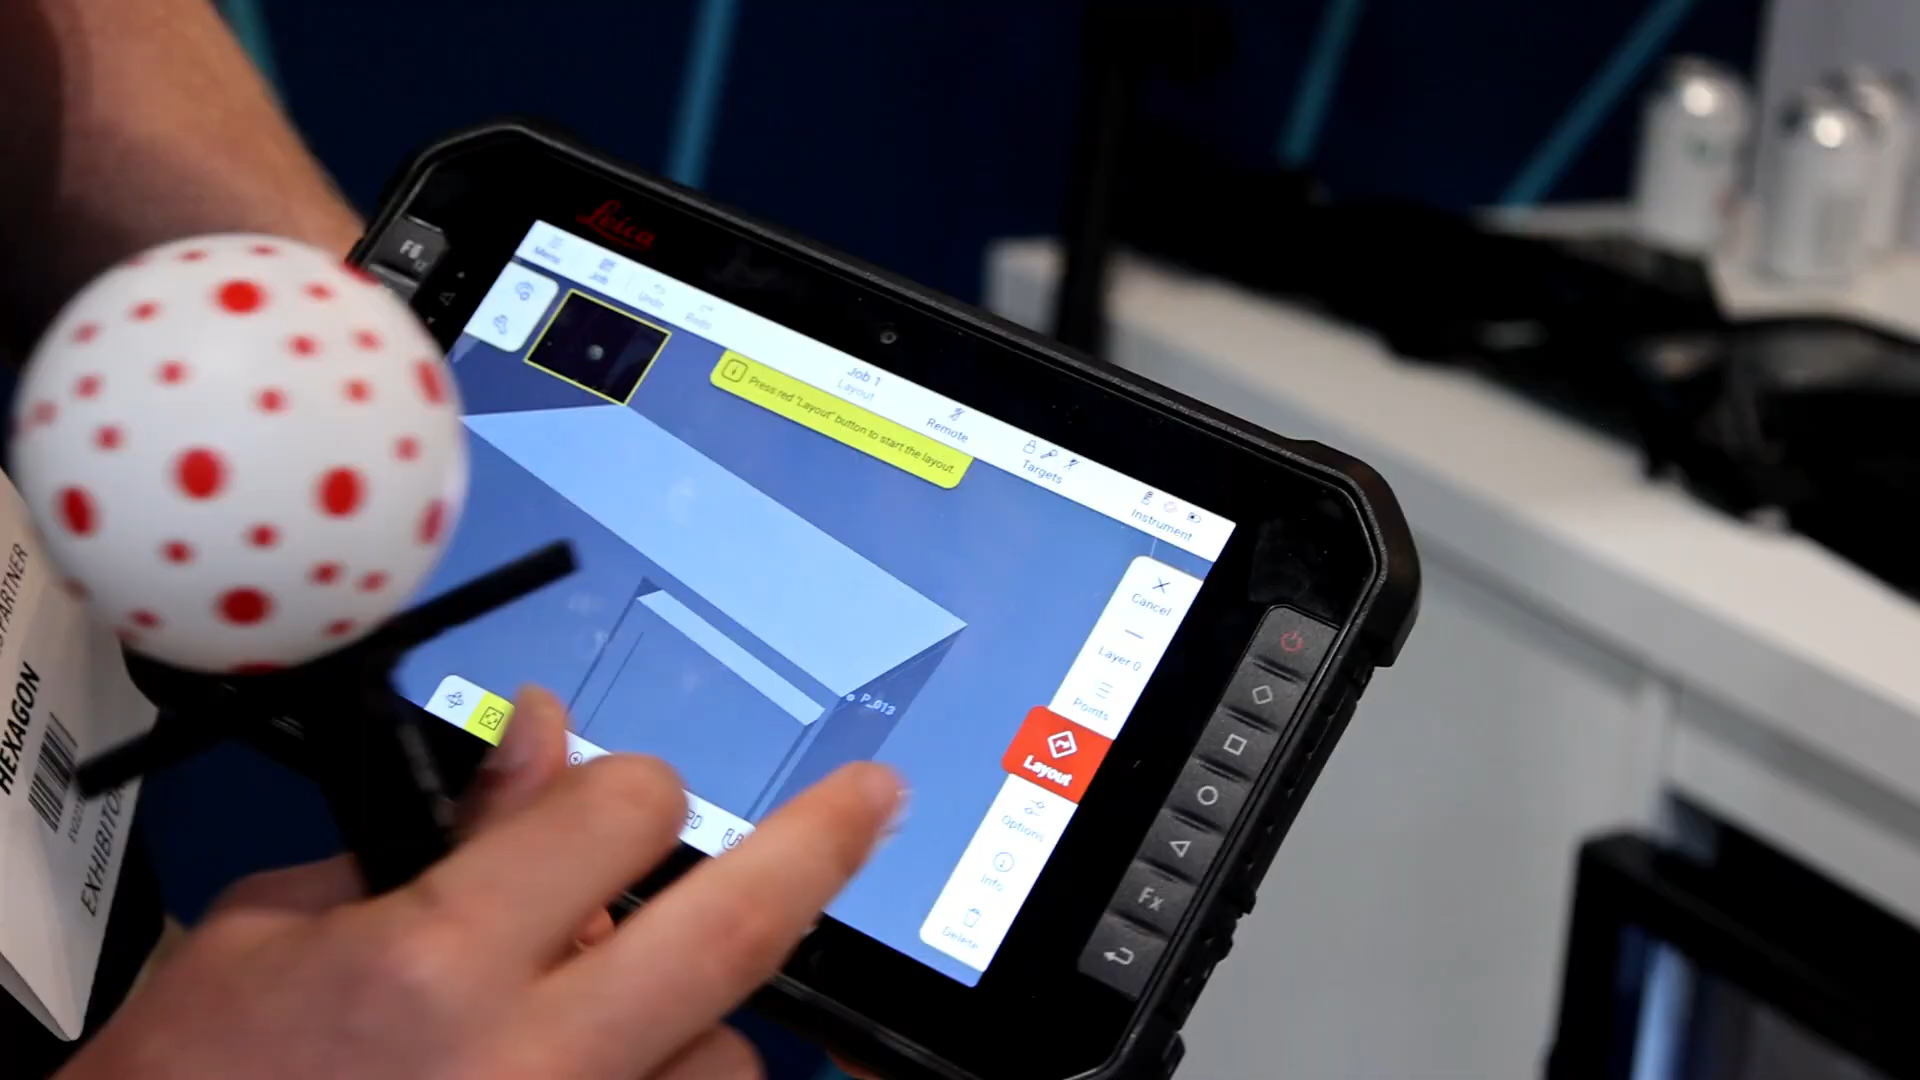 Leica
F6
Menu
Job
Undo
Redo
Job 1
Layout
Remote
Targets
Instrument
Press red "Layout" button to start the layout.
Cancel
Layer 0
Points
Layout
Options
Info
Delete
P_013
Fx
PARTNER
HEXAGON